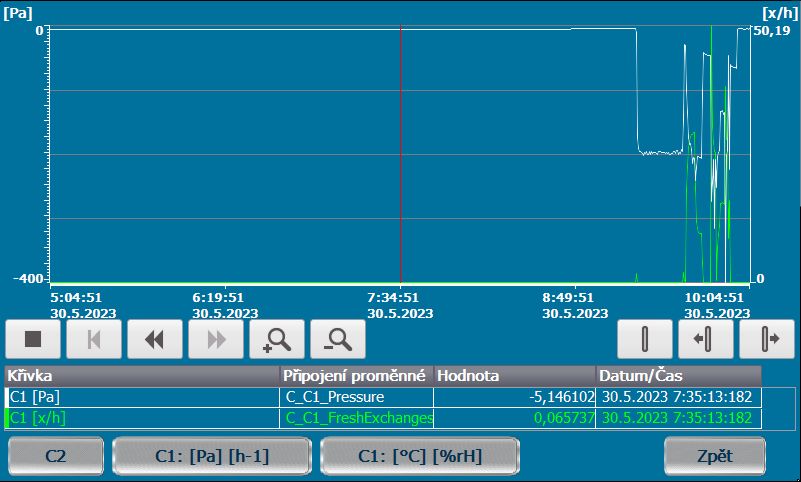 [Pa] [x/h]
0 50,19
-400 0
5:04:51 6:19:51 7:34:51 8:49:51 10:04:51
30.5.2023 30.5.2023 30.5.2023 30.5.2023 30.5.2023
Křivka Připojení proměnné Hodnota Datum/Čas
C1 [Pa] C_C1_Pressure -5,146102 30.5.2023 7:35:13:182
C1 [x/h] C_C1_FreshExchanges 0,065737 30.5.2023 7:35:13:182
C2 C1: [Pa] [h-1] C1: [°C] [%rH] Zpět